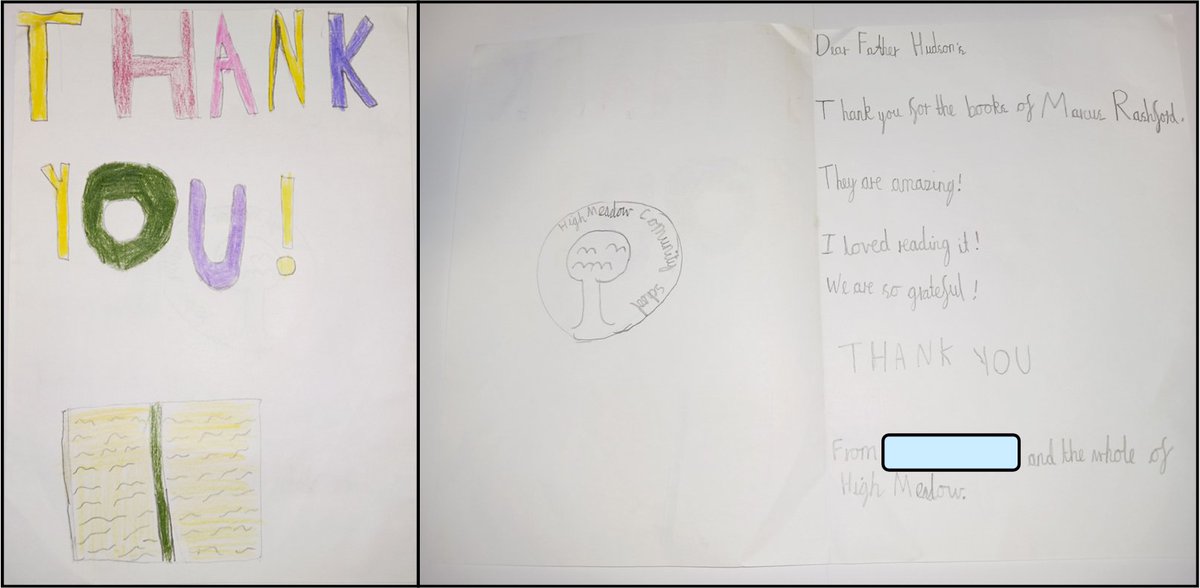 THANK
YOU!
High Meadow Community School
Dear Father Hudson's
Thank you for the books of Marcus Rashford.
They are amazing!
I loved reading it!
We are so grateful!
THANK YOU
From and the whole of
High Meadow.